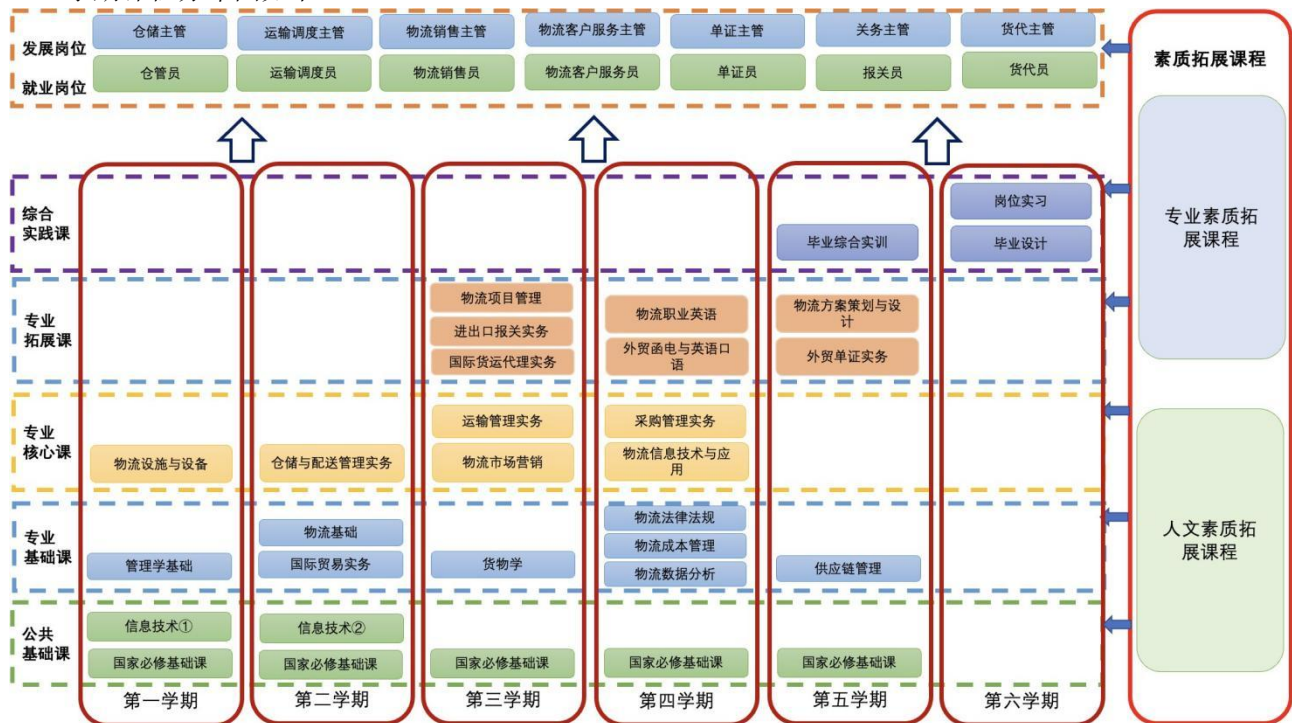 仓储主管
运输调度主管
物流销售主管
物流客户服务主管
单证主管
关务主管
货代主管
发展岗位
就业岗位
仓管员
运输调度员
物流销售员
物流客户服务员
单证员
报关员
货代员
素质拓展课程
专业素质拓
展课程
人文素质拓
展课程
综合
实践课
岗位实习
毕业综合实训
毕业设计
专业
拓展课
物流项目管理
进出口报关实务
国际货运代理实务
物流职业英语
外贸函电与英语口
语
物流方案策划与设
计
外贸单证实务
专业
核心课
物流设施与设备
仓储与配送管理实务
运输管理实务
物流市场营销
采购管理实务
物流信息技术与应
用
专业
基础课
管理学基础
物流基础
国际贸易实务
货物学
物流法律法规
物流成本管理
物流数据分析
供应链管理
公共
基础课
信息技术①
国家必修基础课
信息技术②
国家必修基础课
国家必修基础课
国家必修基础课
国家必修基础课
第一学期
第二学期
第三学期
第四学期
第五学期
第六学期